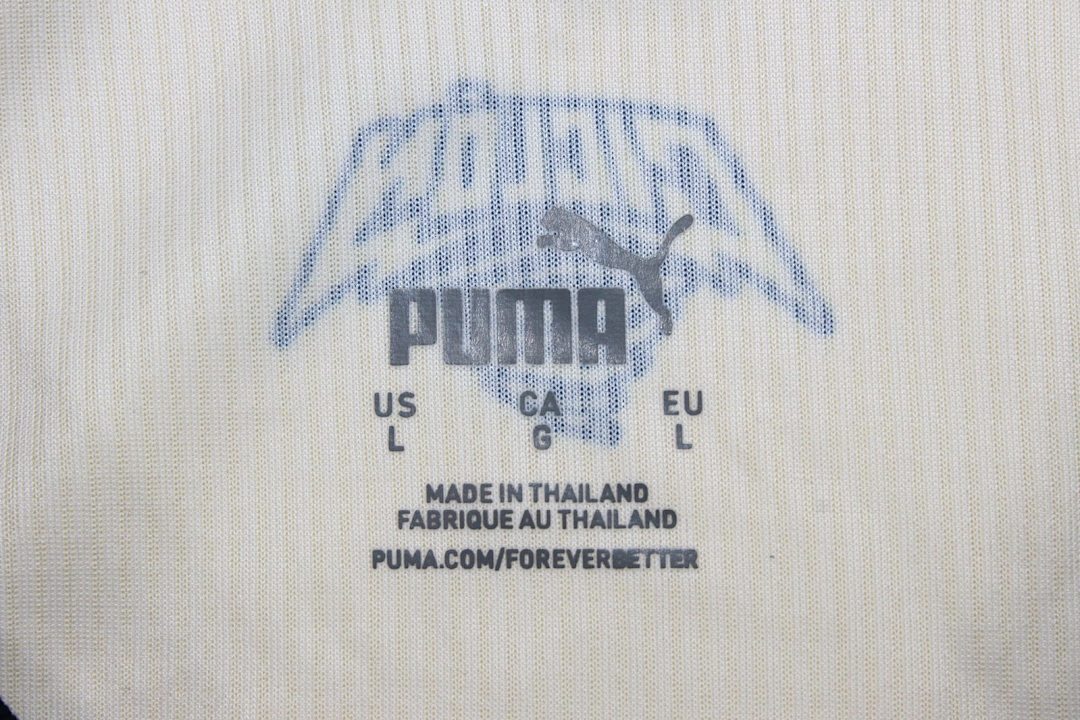 PUMA
US CA EU
L G L
MADE IN THAILAND
FABRIQUE AU THAILAND
PUMA.COM/FOREVERBETTER